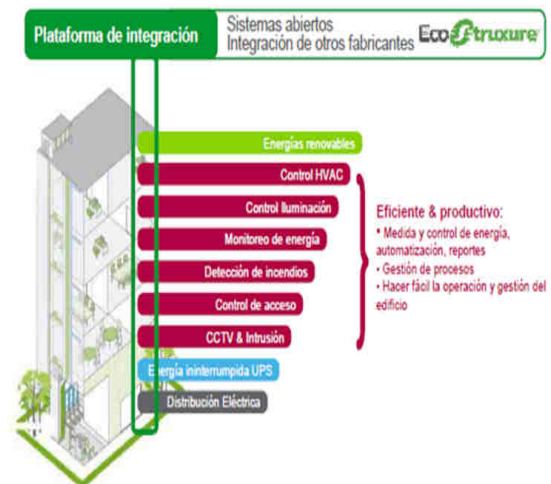 Plataforma de integración
Sistemas abiertos
Integración de otros fabricantes
EcoStruxure
Energías renovables
Control HVAC
Control Iluminación
Monitoreo de energía
Detección de incendios
Control de acceso
CCTV & Intrusión
Energía ininterrumpida UPS
Distribución Eléctrica
Eficiente & productivo:
• Medida y control de energía,
automatización, reportes
• Gestión de procesos
• Hacer fácil la operación y gestión del
edificio